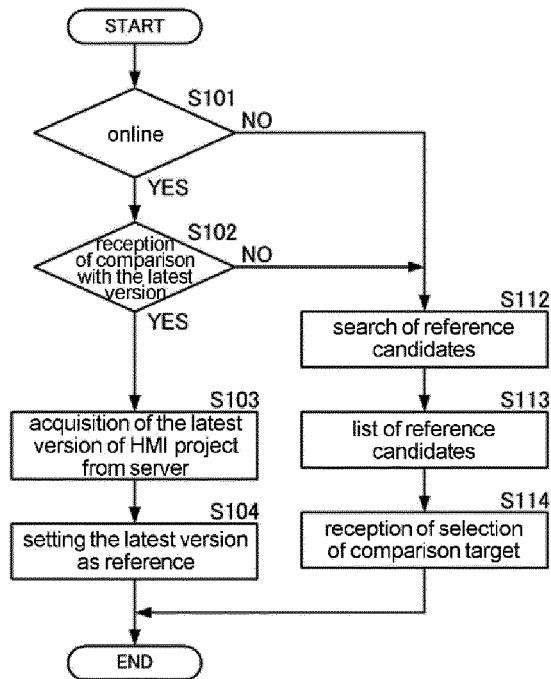 START
S101
online
NO
YES
S102
reception
of comparison
with the latest
version
NO
YES
S103
acquisition of the latest
version of HMI project
from server
S104
setting the latest version
as reference
S112
search of reference
candidates
S113
list of reference
candidates
S114
reception of selection
of comparison target
END